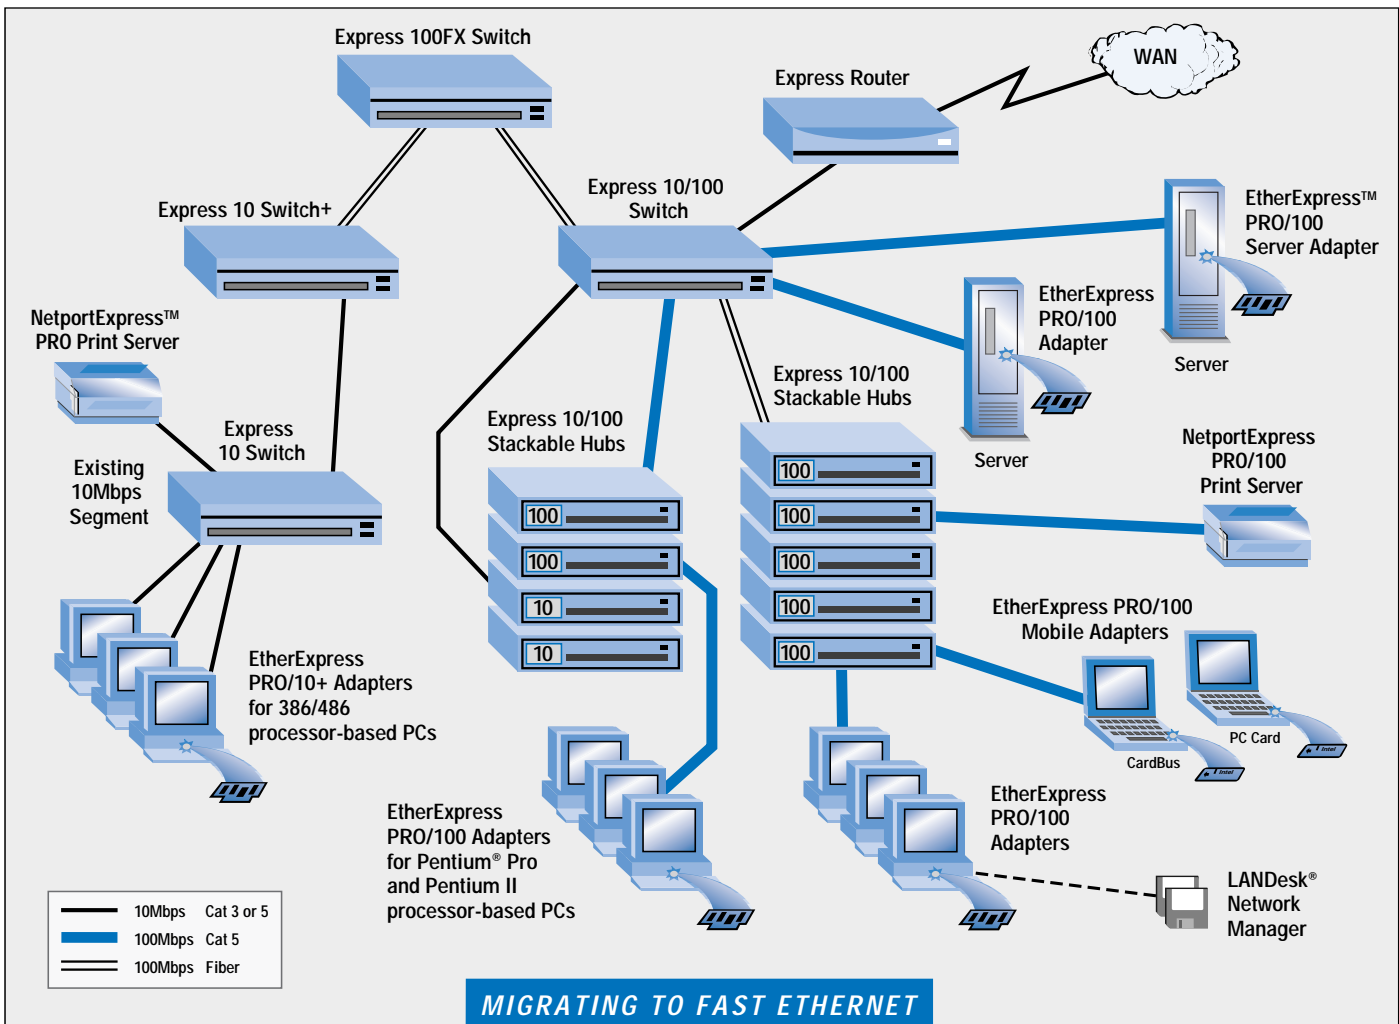 Express 100FX Switch
WAN
Express Router
Express 10/100
Switch
Express 10 Switch+
EtherExpress™
PRO/100
Server Adapter
EtherExpress
PRO/100
Adapter
Server
Server
NetportExpress™
PRO Print Server
Express
10 Switch
Existing
10Mbps
Segment
Express 10/100
Stackable Hubs
100
100
10
10
Express 10/100
Stackable Hubs
100
100
100
100
100
NetportExpress
PRO/100
Print Server
EtherExpress PRO/100
Mobile Adapters
PC Card
intel
CardBus
intel
EtherExpress
PRO/10+ Adapters
for 386/486
processor-based PCs
EtherExpress
PRO/100 Adapters
for Pentium® Pro
and Pentium II
processor-based PCs
EtherExpress
PRO/100
Adapters
LANDesk®
Network
Manager
10Mbps Cat 3 or 5
100Mbps Cat 5
100Mbps Fiber
MIGRATING TO FAST ETHERNET